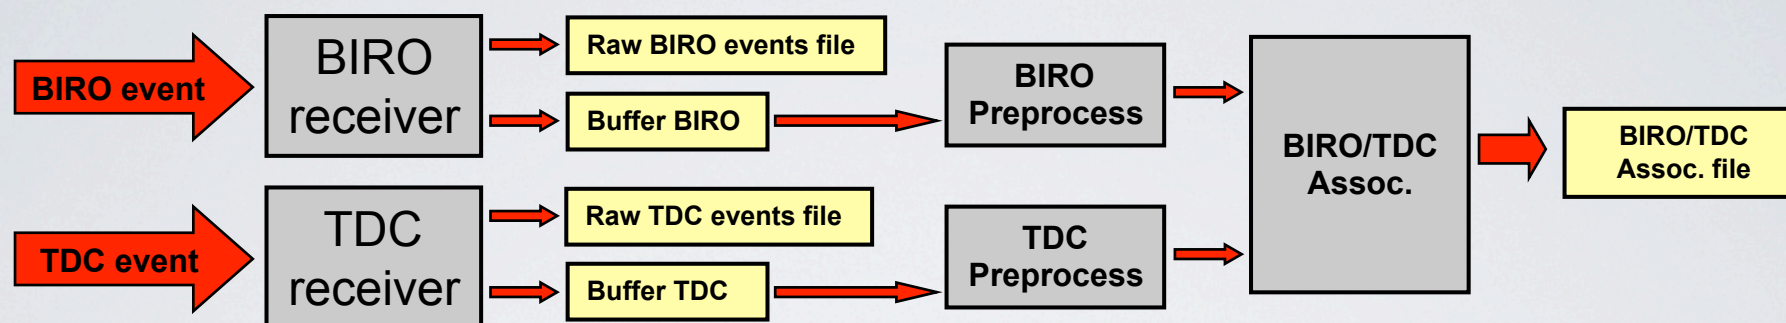 BIRO event
BIRO
receiver
Raw BIRO events file
Buffer BIRO
BIRO
Preprocess
TDC event
TDC
receiver
Raw TDC events file
Buffer TDC
TDC
Preprocess
BIRO/TDC
Assoc.
BIRO/TDC
Assoc. file